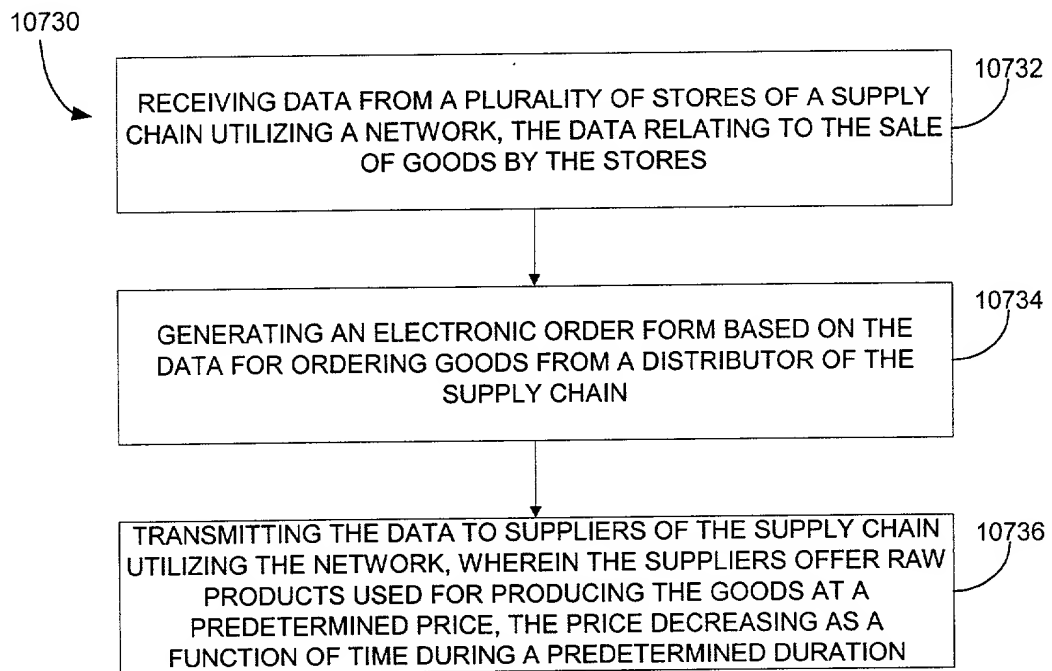 10730
10732
RECEIVING DATA FROM A PLURALITY OF STORES OF A SUPPLY
CHAIN UTILIZING A NETWORK, THE DATA RELATING TO THE SALE
OF GOODS BY THE STORES
10734
GENERATING AN ELECTRONIC ORDER FORM BASED ON THE
DATA FOR ORDERING GOODS FROM A DISTRIBUTOR OF THE
SUPPLY CHAIN
10736
TRANSMITTING THE DATA TO SUPPLIERS OF THE SUPPLY CHAIN
UTILIZING THE NETWORK, WHEREIN THE SUPPLIERS OFFER RAW
PRODUCTS USED FOR PRODUCING THE GOODS AT A
PREDETERMINED PRICE, THE PRICE DECREASING AS A
FUNCTION OF TIME DURING A PREDETERMINED DURATION